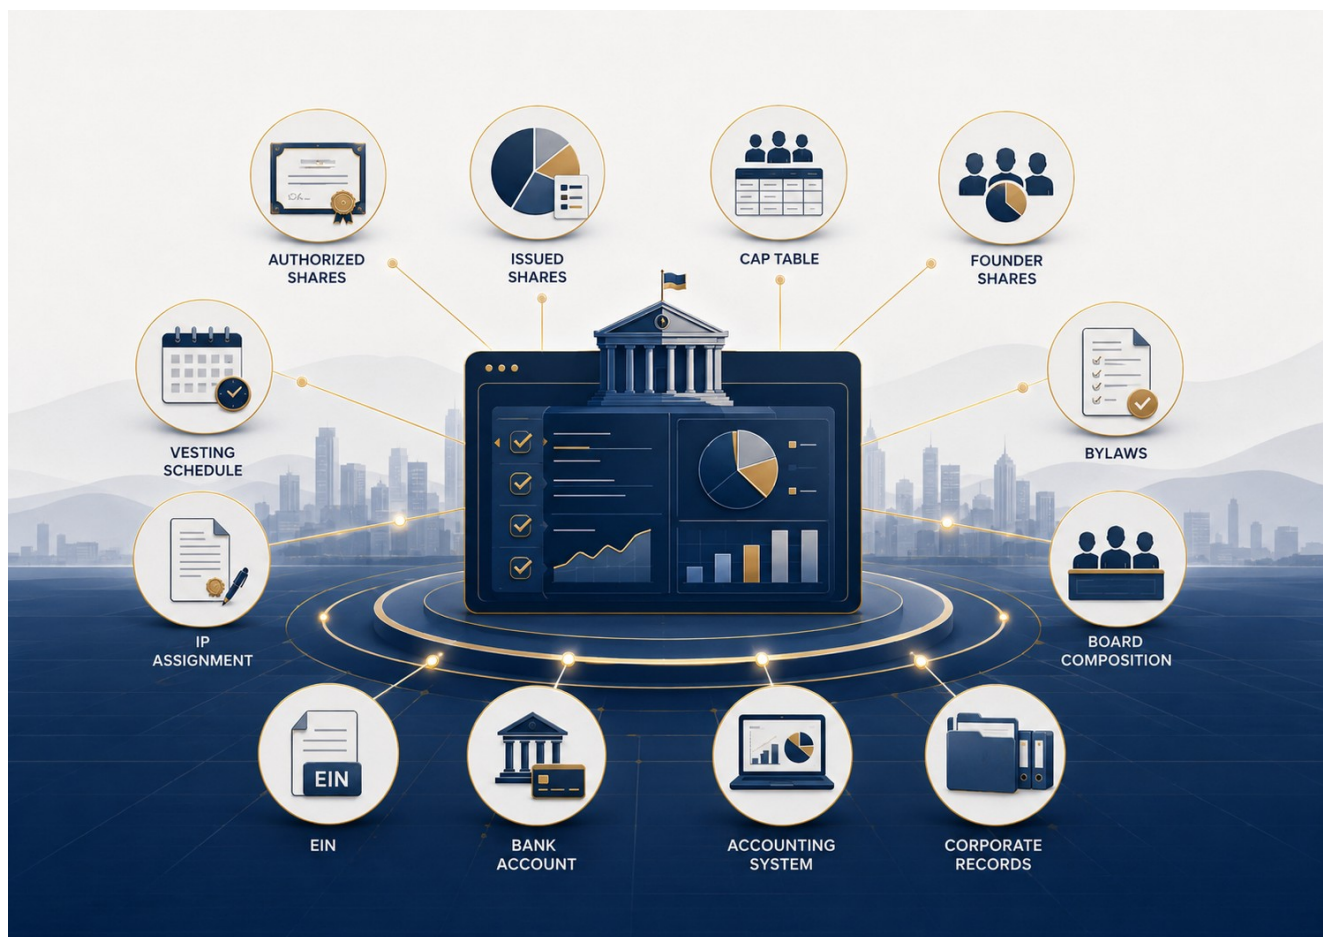 AUTHORIZED
SHARES
ISSUED
SHARES
CAP TABLE
FOUNDER
SHARES
VESTING
SCHEDULE
BYLAWS
IP
ASSIGNMENT
BOARD
COMPOSITION
EIN
EIN
BANK
ACCOUNT
ACCOUNTING
SYSTEM
CORPORATE
RECORDS